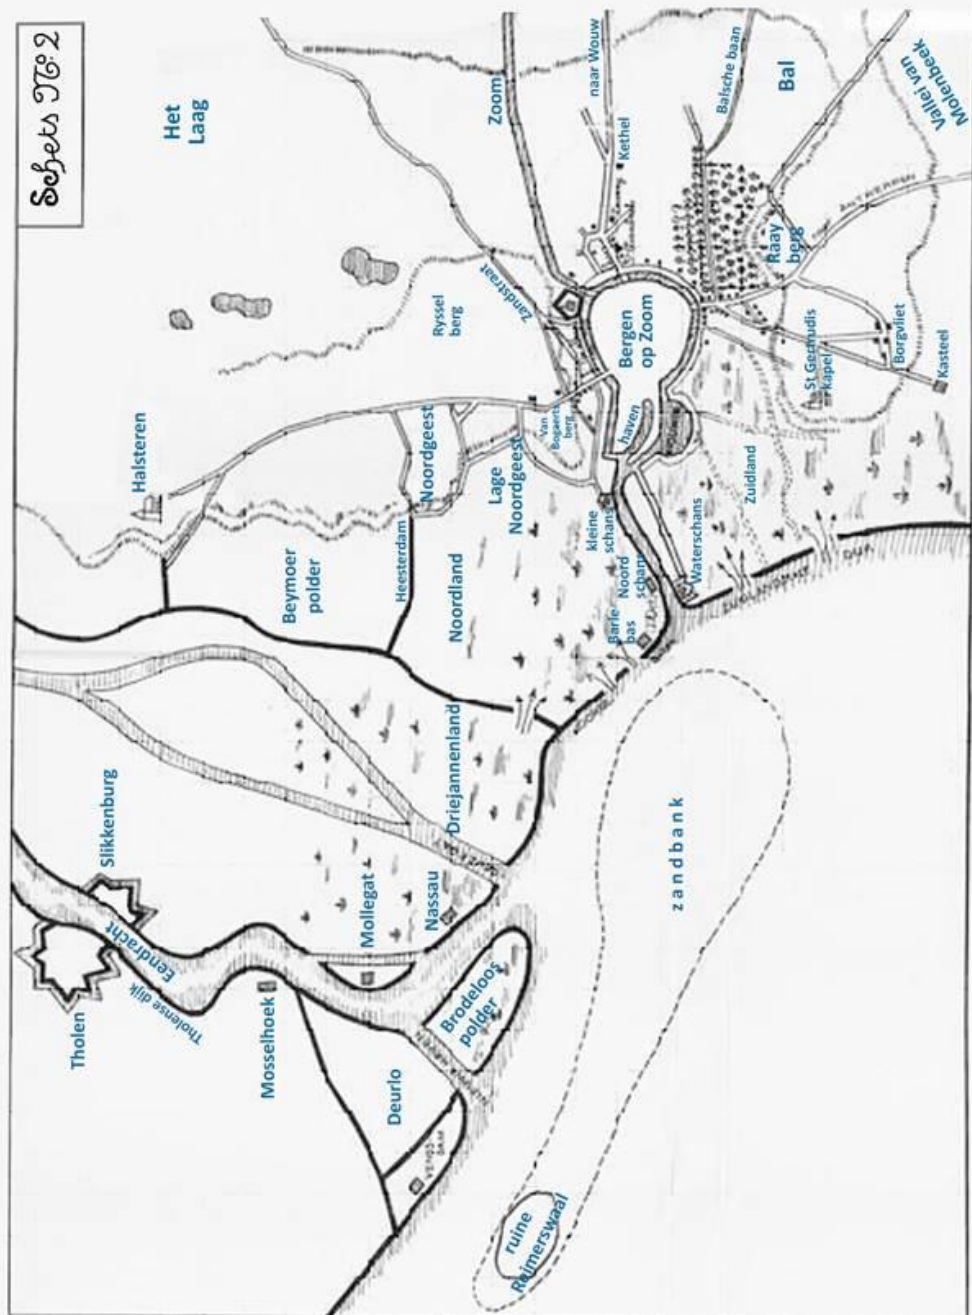 Schets No: 2
Het
Laag
Zoom
naar Wouw
Kethel
Balsche baan
Bal
Vallei van
Molenbeek
Zandstraat
Ryssel
berg
Raay
berg
Halsteren
Noordgeest
Lage
Noordgeest
Van
Bogaerts
berg
Bergen
op Zoom
haven
St Gertrudis
kapel
Borgvliet
Kasteel
Beymoer
polder
Heesterdam
Noordland
kleine
schans
Noord
schans
Waterschans
Zuidland
Barle
bas
Slikkenburg
Driejannenland
zandbank
Tholen
Eendracht
Tholense dijk
Mosselhoek
Mollegat
Nassau
Brodeloos
polder
Deurlo
ruine
Reimerswaal